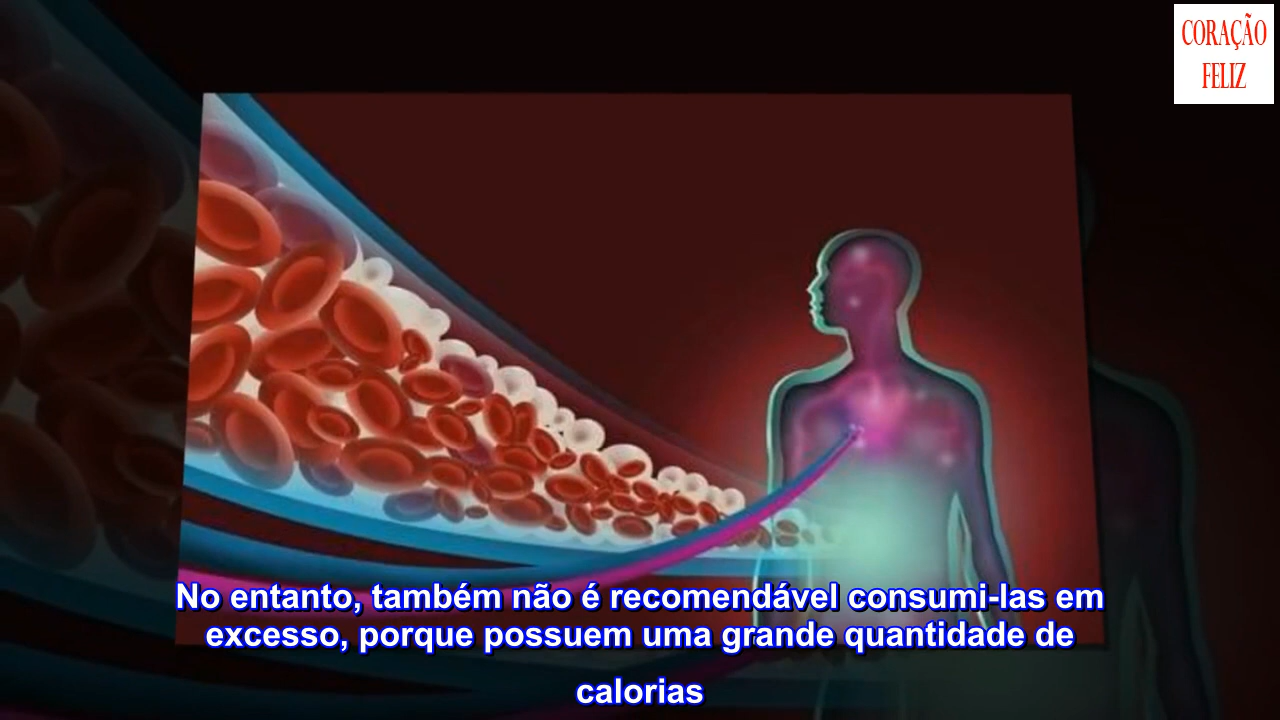 CORAÇÃO
FELIZ
No entanto, também não é recomendável consumi-las em
excesso, porque possuem uma grande quantidade de
calorias